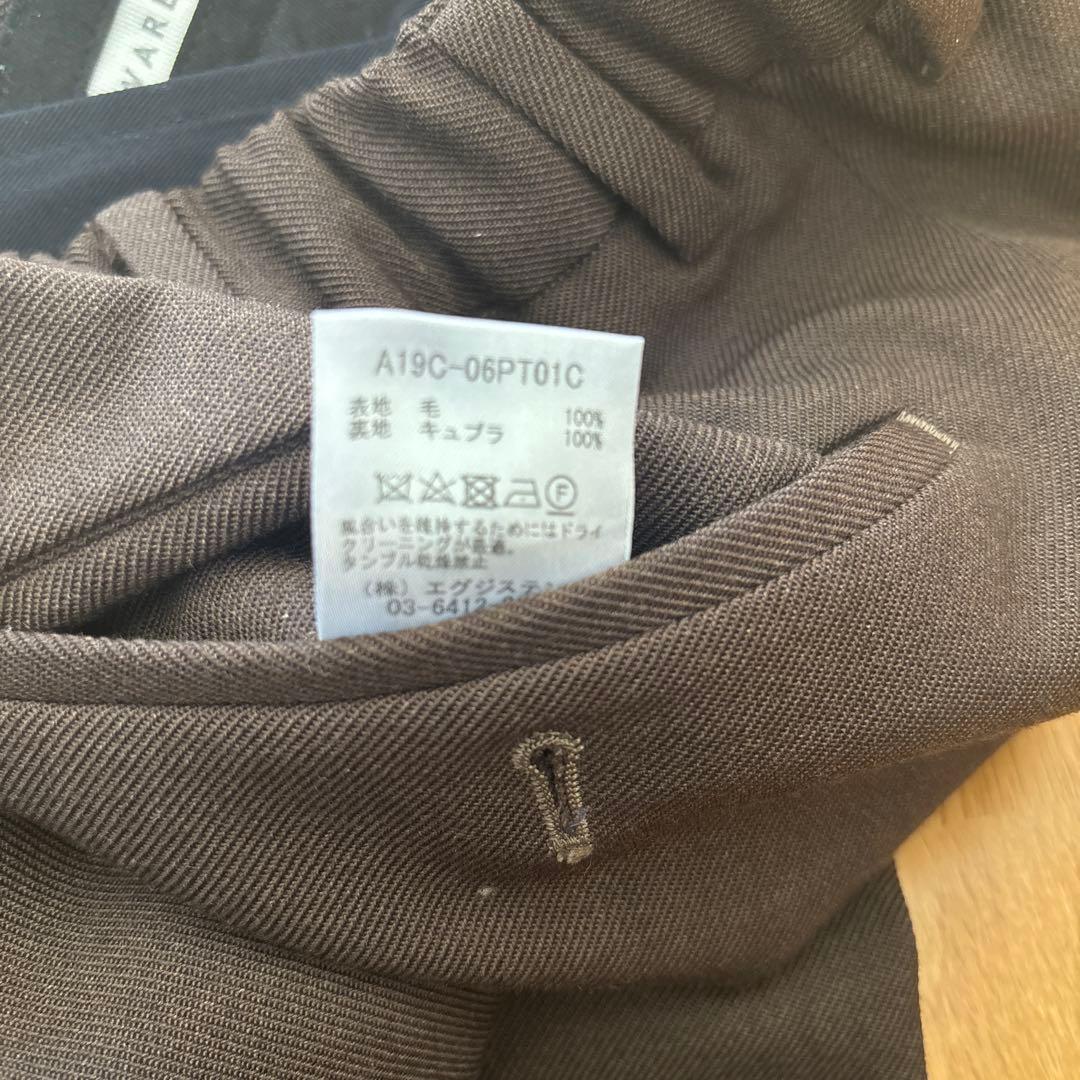 A19C-06PT01C
表地 毛 100%
裏地 キュプラ 100%
F
風合いを維持するためにはドライ
クリーニングが最適。
タンブル乾燥禁止
(株) エグジステン
03-6412-